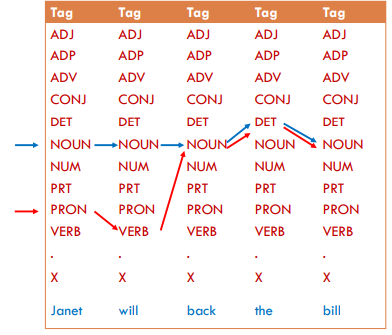 Tag Tag Tag Tag Tag
ADJ ADJ ADJ ADJ ADJ
ADP ADP ADP ADP ADP
ADV ADV ADV ADV ADV
CONJ CONJ CONJ CONJ CONJ
DET DET DET DET DET
NOUN NOUN NOUN NOUN NOUN
NUM NUM NUM NUM NUM
PRT PRT PRT PRT PRT
PRON PRON PRON PRON PRON
VERB VERB VERB VERB VERB
. . . . .
X X X X X
Janet will back the bill